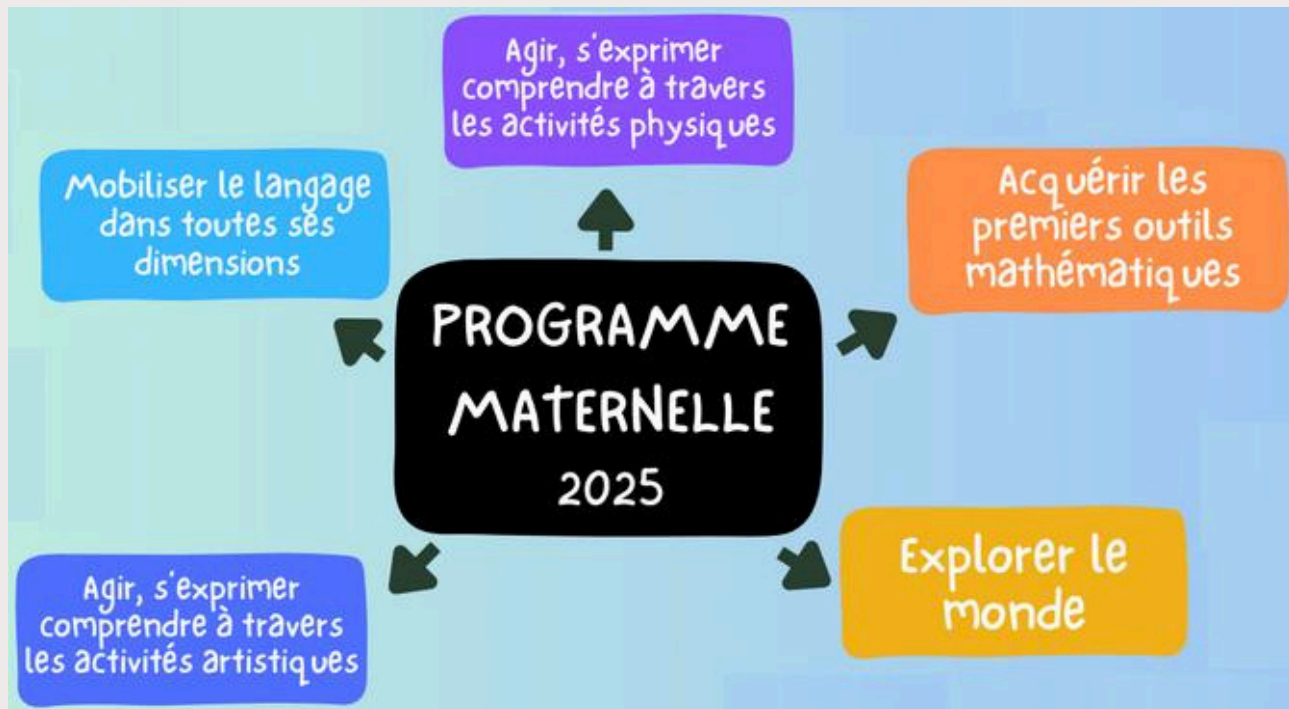 Agir, s'exprimer
comprendre à travers
les activités physiques
Mobiliser le langage
dans toutes ses
dimensions
Acquérir les
premiers outils
mathématiques
PROGRAMME
MATERNELLE
2025
Agir, s'exprimer
comprendre à travers
les activités artistiques
Explorer le
monde